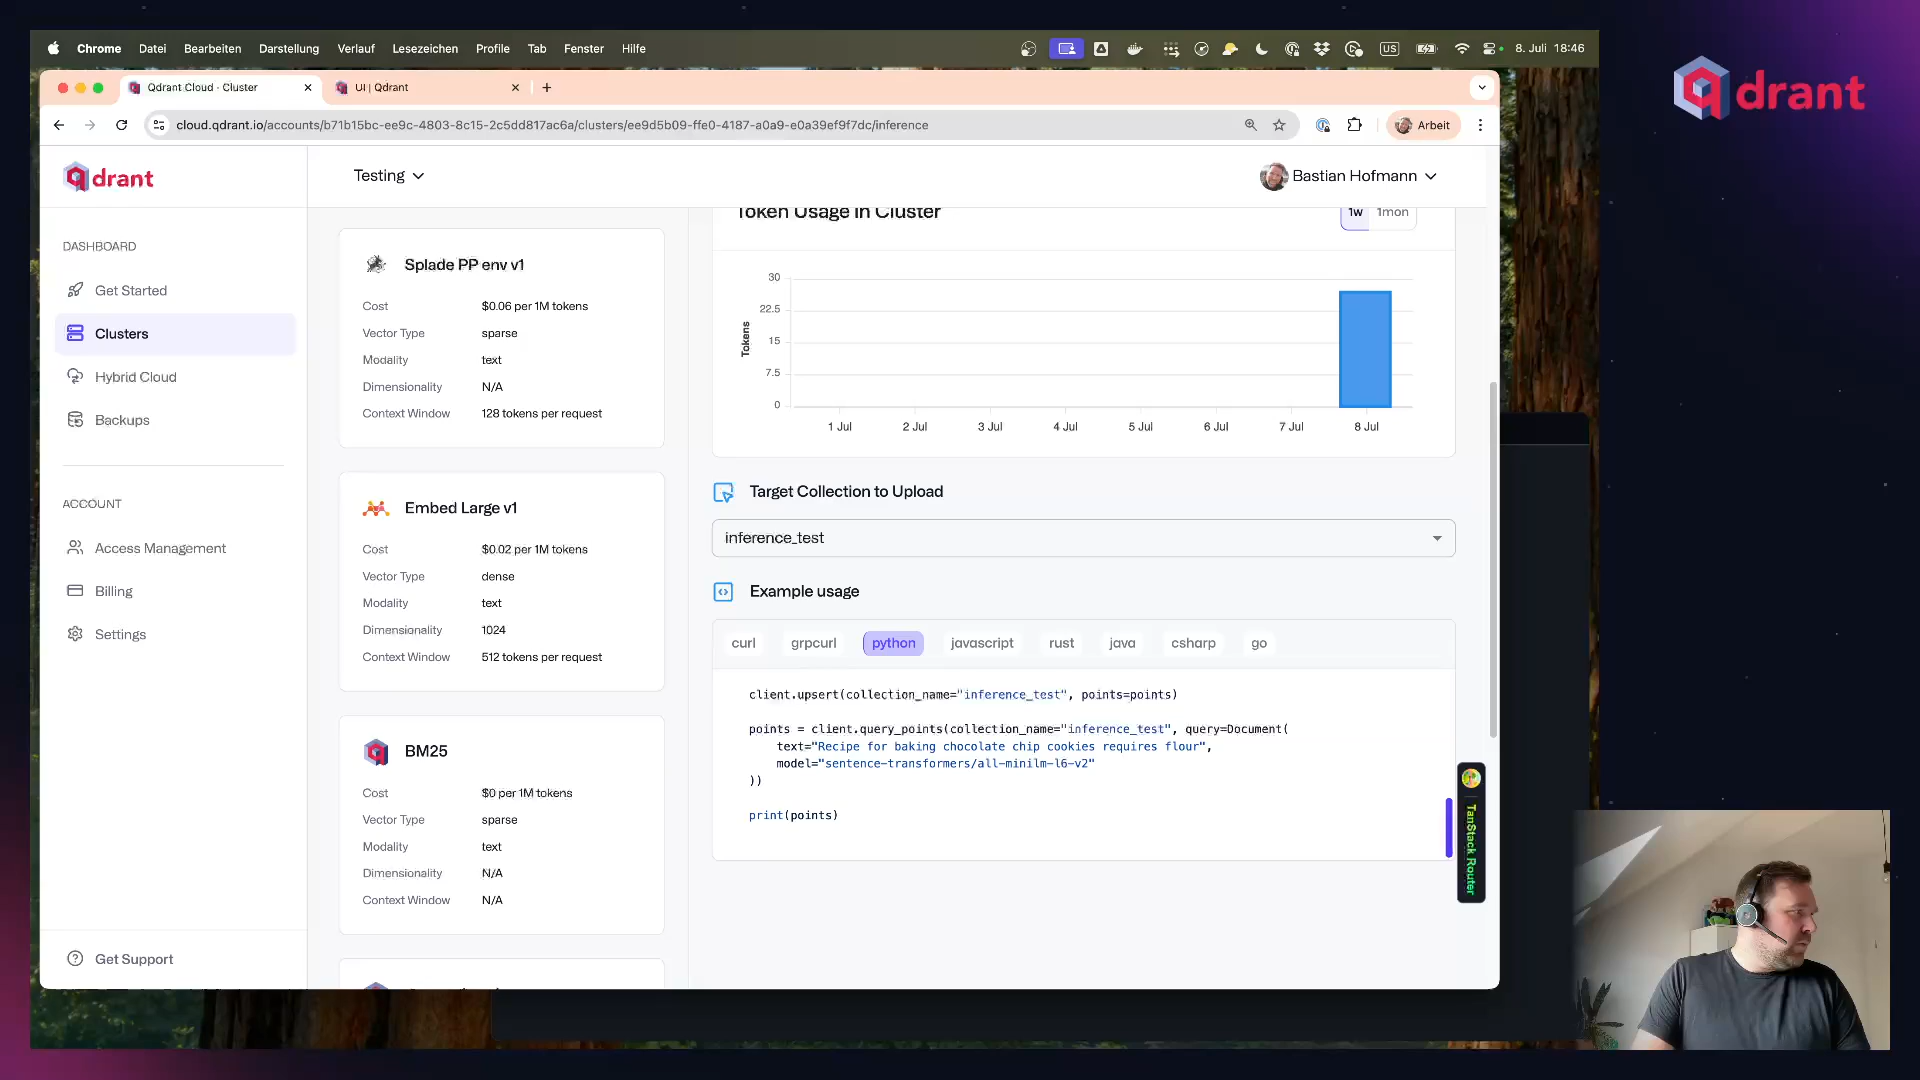 Chrome Datei Bearbeiten Darstellung Verlauf Lesezeichen Profile Tab Fenster Hilfe US 8. Juli 18:46
qdrant
Qdrant Cloud - Cluster
UI | Qdrant
cloud.qdrant.io/accounts/b71b15bc-ee9c-4803-8c15-2c5dd817ac6a/clusters/ee9d5b09-ffe0-4187-a0a9-e0a39ef9f7dc/inference
Arbeit
qdrant
Testing
Bastian Hofmann
DASHBOARD
Get Started
Clusters
Hybrid Cloud
Backups
ACCOUNT
Access Management
Billing
Settings
Get Support
Splade PP env v1
Cost $0.06 per 1M tokens
Vector Type sparse
Modality text
Dimensionality N/A
Context Window 128 tokens per request
Embed Large v1
Cost $0.02 per 1M tokens
Vector Type dense
Modality text
Dimensionality 1024
Context Window 512 tokens per request
BM25
Cost $0 per 1M tokens
Vector Type sparse
Modality text
Dimensionality N/A
Context Window N/A
Token Usage in Cluster
1w 1mon
Tokens
30
22.5
15
7.5
0
1 Jul 2 Jul 3 Jul 4 Jul 5 Jul 6 Jul 7 Jul 8 Jul
Target Collection to Upload
inference_test
Example usage
curl grpcurl python javascript rust java csharp go
client.upsert(collection_name="inference_test", points=points)
points = client.query_points(collection_name="inference_test", query=Document(
text="Recipe for baking chocolate chip cookies requires flour",
model="sentence-transformers/all-minilm-l6-v2"
))
print(points)
TanStack Router